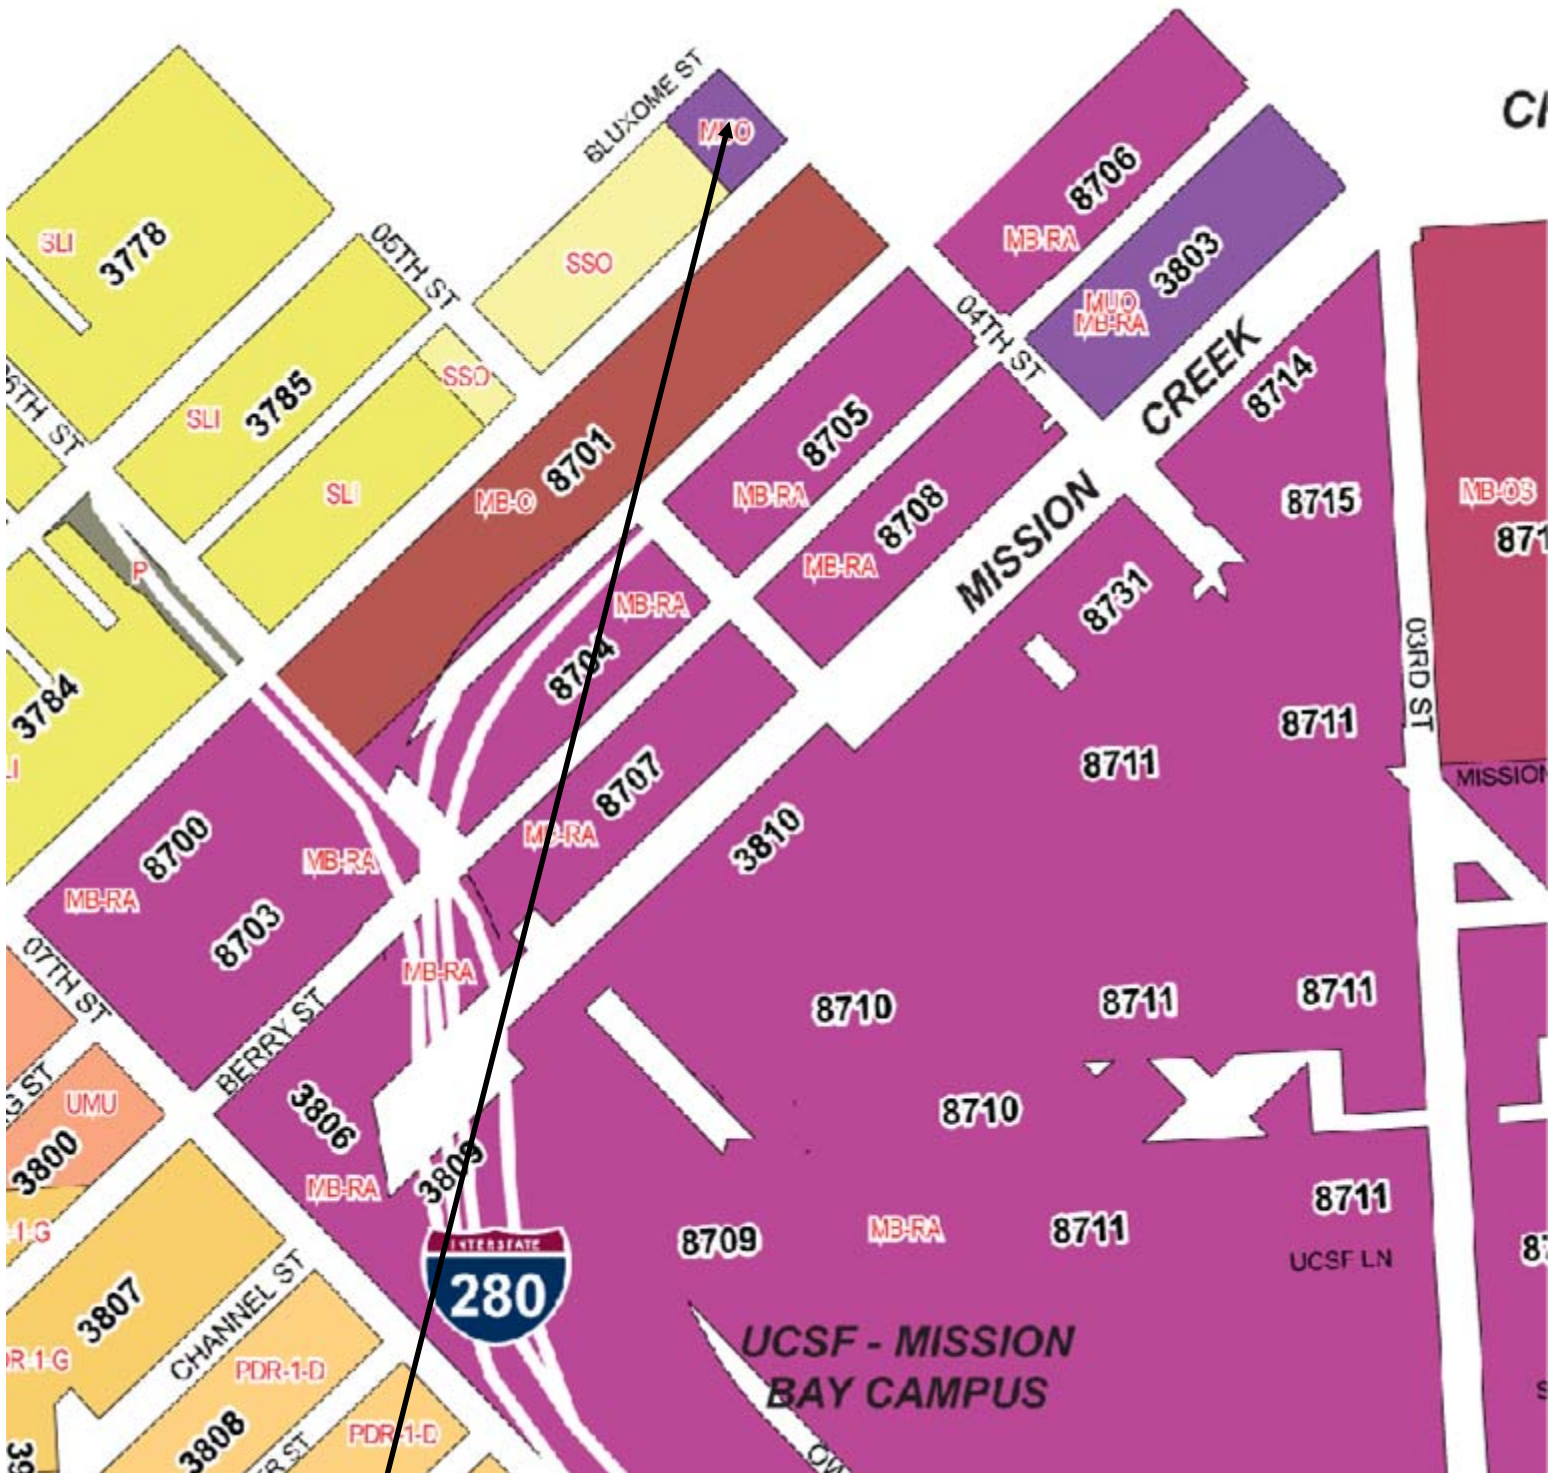 BLUXOME ST
MUO
CREEK
8706
MB-RA
3803
MUO
MB-RA
SLI
3778
05TH ST
SSO
04TH ST
8714
SSO
SLI
3785
8705
8701
MB-O
SLI
MB-RA
8708
8715
MB-OS
MB-RA
MISSION
8731
P
MB-RA
8704
03RD ST
3784
8711
8711
MISSION
8707
MB-RA
3810
8700
MB-RA
MB-RA
8703
07TH ST
MB-RA
8710
8711
8711
BERRY ST
UMU
3806
8710
3800
MB-RA
3809
8709
MB-RA
8711
8711
UCSF LN
INTERSTATE
280
3807
CHANNEL ST
UCSF - MISSION
BAY CAMPUS
PDR-1-D
3808
PDR-1-D